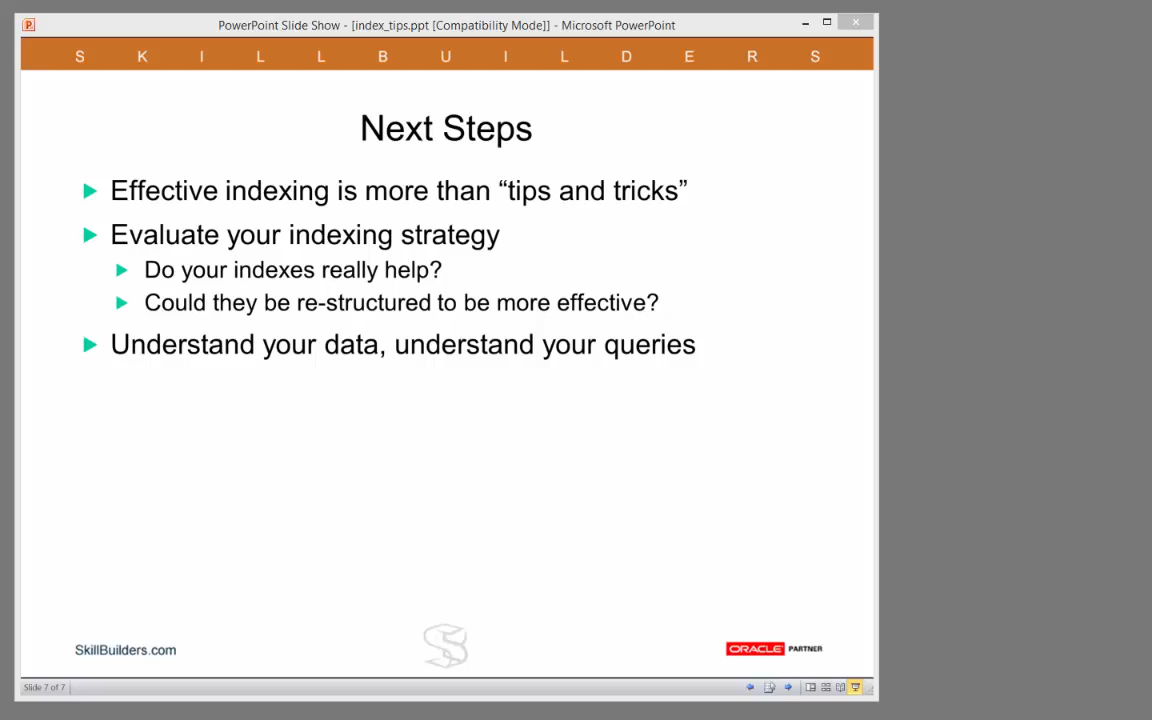 PowerPoint Slide Show - [index_tips.ppt [Compatibility Mode]] - Microsoft PowerPoint
S K I L L B U I L D E R S
Next Steps
Effective indexing is more than “tips and tricks”
Evaluate your indexing strategy
Do your indexes really help?
Could they be re-structured to be more effective?
Understand your data, understand your queries
SkillBuilders.com
ORACLE PARTNER
Slide 7 of 7